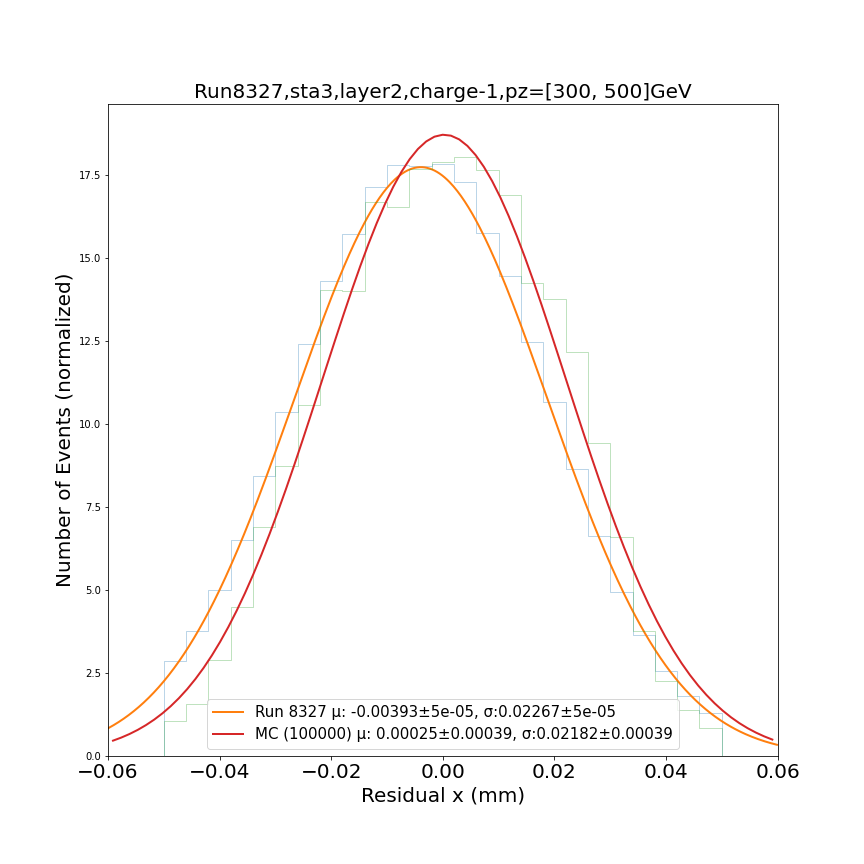 Run8327,sta3,layer2,charge-1,pz=[300, 500]GeV
Number of Events (normalized)
17.5
15.0
12.5
10.0
7.5
5.0
2.5
0.0
Run 8327 μ: -0.00393±5e-05, σ:0.02267±5e-05
MC (100000) μ: 0.00025±0.00039, σ:0.02182±0.00039
−0.06 −0.04 −0.02 0.00 0.02 0.04 0.06
Residual x (mm)